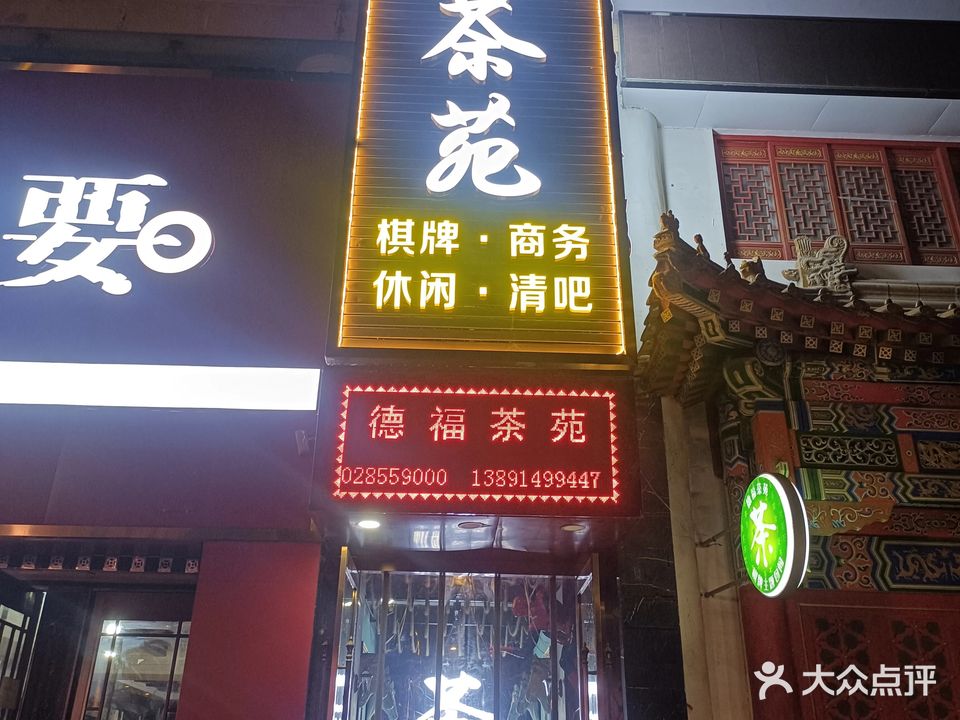 茶
苑
棋牌·商务
休闲·清吧
德福茶苑
028559000 13891499447
茶
茶
大众点评